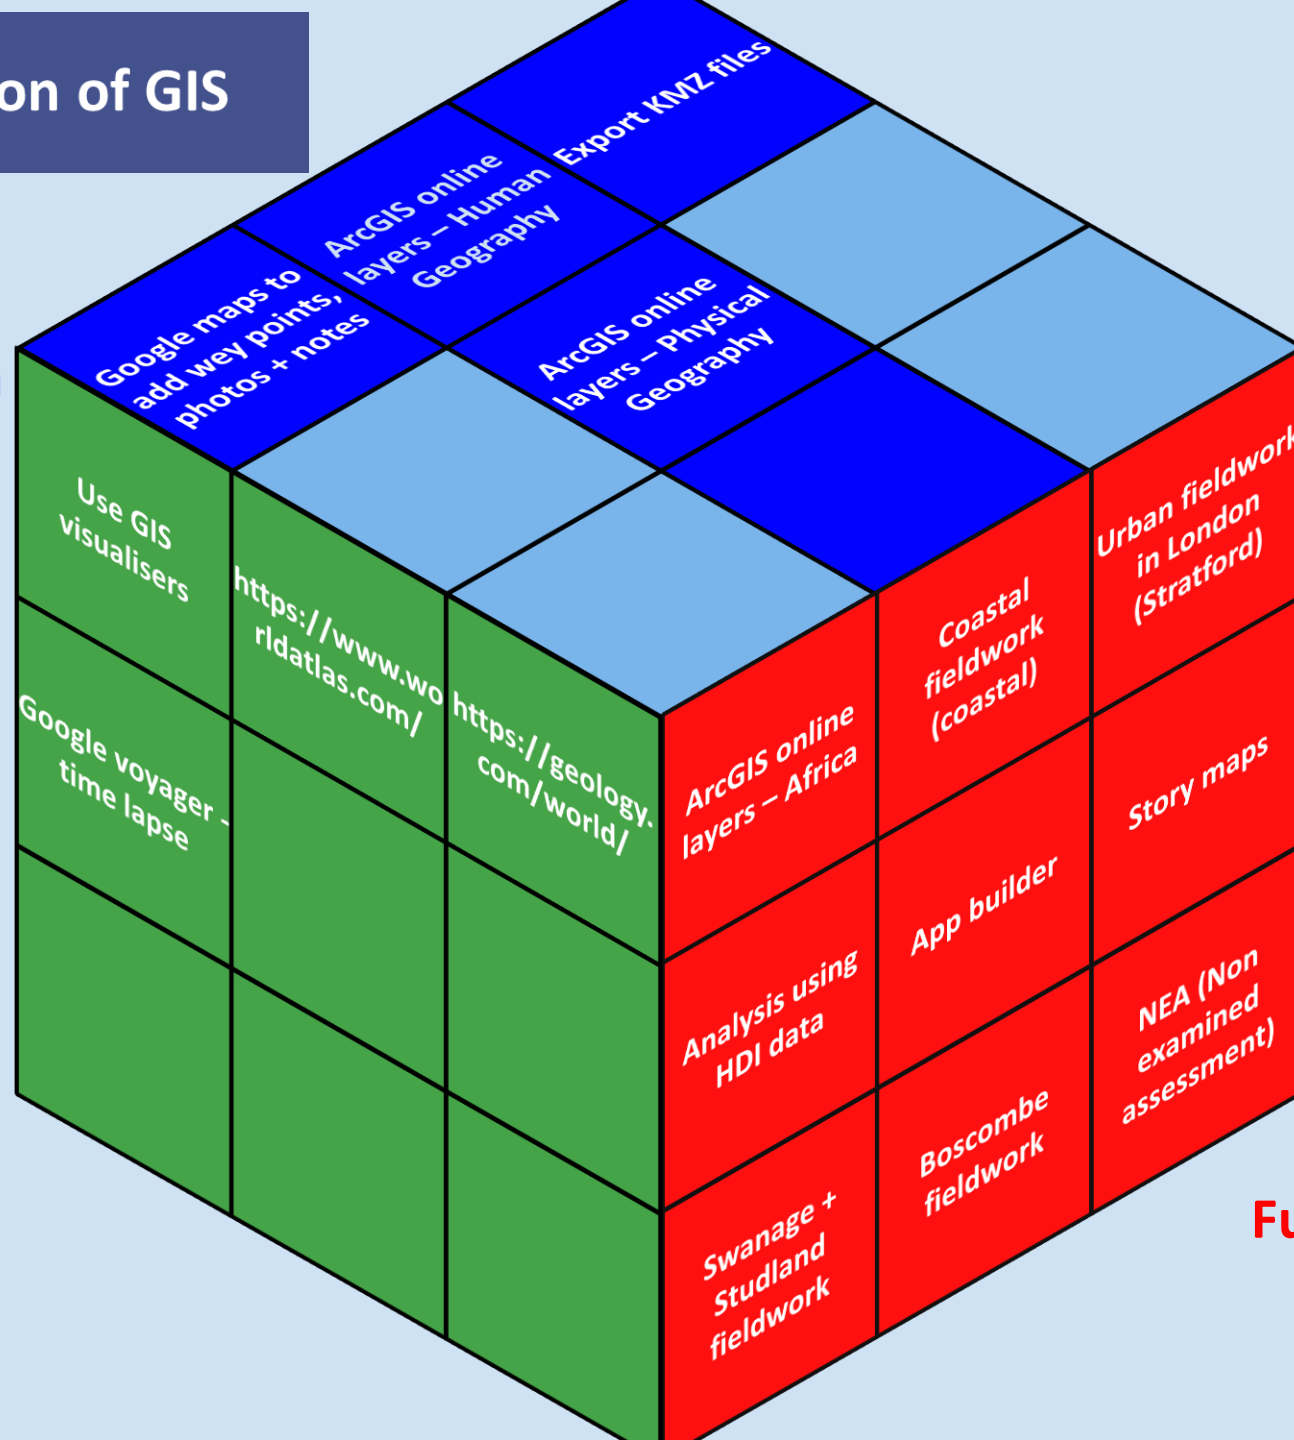 on of GIS
Export KMZ files
ArcGIS online
layers – Human
Geography
Google maps to
add wey points,
photos + notes
ArcGIS online
layers – Physical
Geography
Use GIS
visualisers
https://www.wo
rldatlas.com/
https://geology.
com/world/
Google voyager -
time lapse
ArcGIS online
layers – Africa
Coastal
fieldwork
(coastal)
Urban fieldwork
in London
(Stratford)
Analysis using
HDI data
App builder
Story maps
Swanage +
Studland
fieldwork
Boscombe
fieldwork
NEA (Non
examined
assessment)
Fu